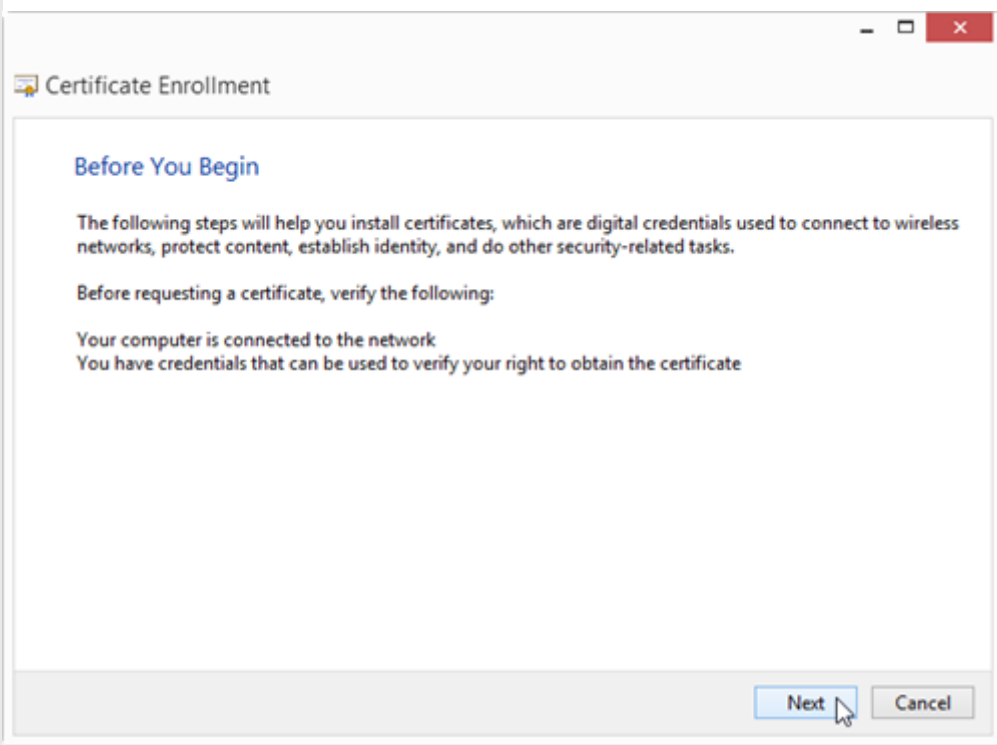 Certificate Enrollment
Before You Begin
The following steps will help you install certificates, which are digital credentials used to connect to wireless
networks, protect content, establish identity, and do other security-related tasks.
Before requesting a certificate, verify the following:
Your computer is connected to the network
You have credentials that can be used to verify your right to obtain the certificate
Next
Cancel